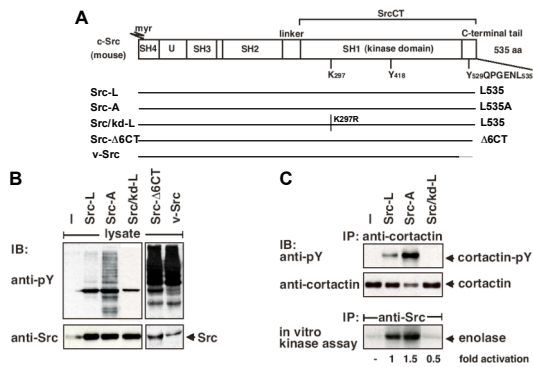 A
SrcCT
myr
linker
C-terminal tail
c-Src
(mouse)
SH4 U SH3 SH2 SH1 (kinase domain)
535 aa
K297 Y418 Y529QPGENL535
Src-L L535
Src-A L535A
Src/kd-L K297R L535
Src-Δ6CT Δ6CT
v-Src
B
– Src-L Src-A Src/kd-L Src-Δ6CT v-Src
lysate
IB:
anti-pY
anti-Src Src
C
– Src-L Src-A Src/kd-L
IP: anti-cortactin
IB:
anti-pY cortactin-pY
anti-cortactin cortactin
IP: anti-Src
in vitro
kinase assay enolase
- 1 1.5 0.5 fold activation